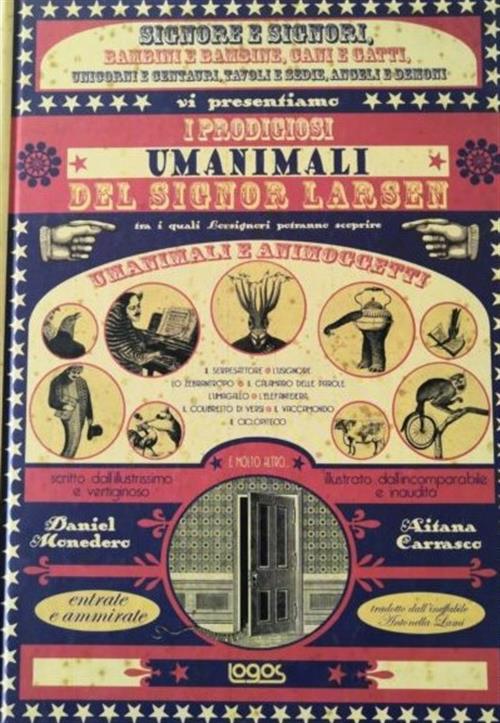 SIGNORE E SIGNORI,
BAMBINI E BAMBINE, CANI E GATTI,
UNICORNI E CENTAURI, TAVOLI E SEDIE, ANGELI E DEMONI
vi presentiamo
I PRODIGIOSI
UMANIMALI
DEL SIGNOR LARSEN
tra i quali Lorsignori potranno scoprire
UMANIMALI E ANIMOGGETTI
IL SERPESATTORE L'USIGNORE
LO ZEBRANTROPO IL CALAMARO DELLE PAROLE
L'UMAGALLO L'ELEFANTIERA
IL COLIBRETTO DI VERSI IL VACCAMONDO
IL CICLOPITECO
E MOLTO ALTRO...
scritto dall'illustrissimo
e vertiginoso
illustrato dall'incomparabile
e inaudita
Daniel
Monedero
Aitana
Carrasco
entrate
e ammirate
tradotto dall'ineffabile
Antonella Lami
Logos